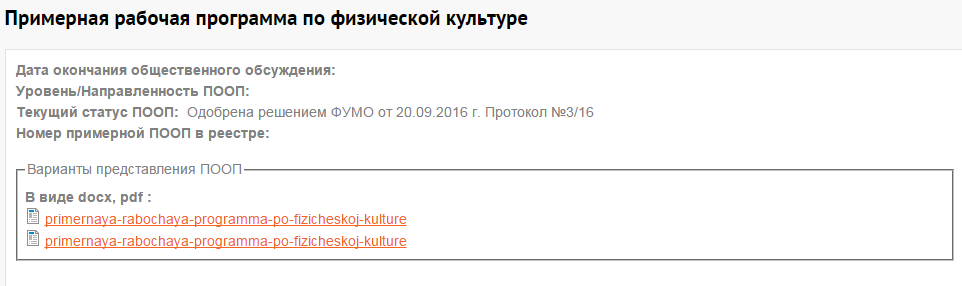 Примерная рабочая программа по физической культуре
Дата окончания общественного обсуждения:
Уровень/Направленность ПООП:
Текущий статус ПООП: Одобрена решением ФУМО от 20.09.2016 г. Протокол №3/16
Номер примерной ПООП в реестре:
Варианты представления ПООП
В виде docx, pdf :
primernaya-rabochaya-programma-po-fizicheskoj-kulture
primernaya-rabochaya-programma-po-fizicheskoj-kulture